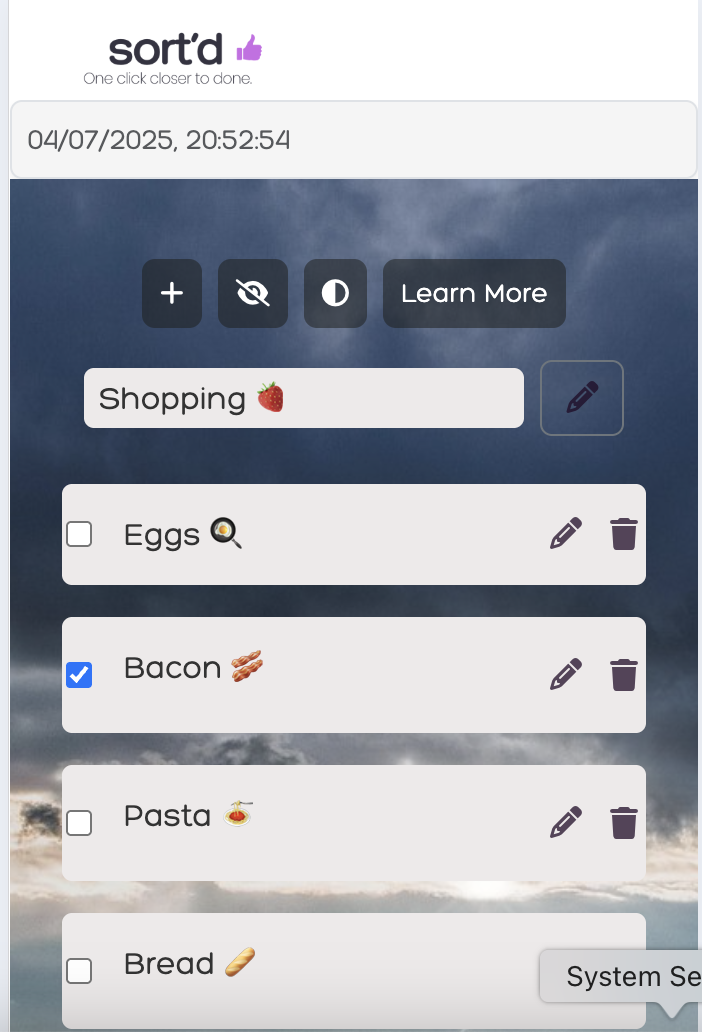 sort'd
One click closer to done.
04/07/2025, 20:52:54
Learn More
Shopping 🍓
Eggs 🍳
Bacon 🥓
Pasta 🍝
Bread 🥖
System Se